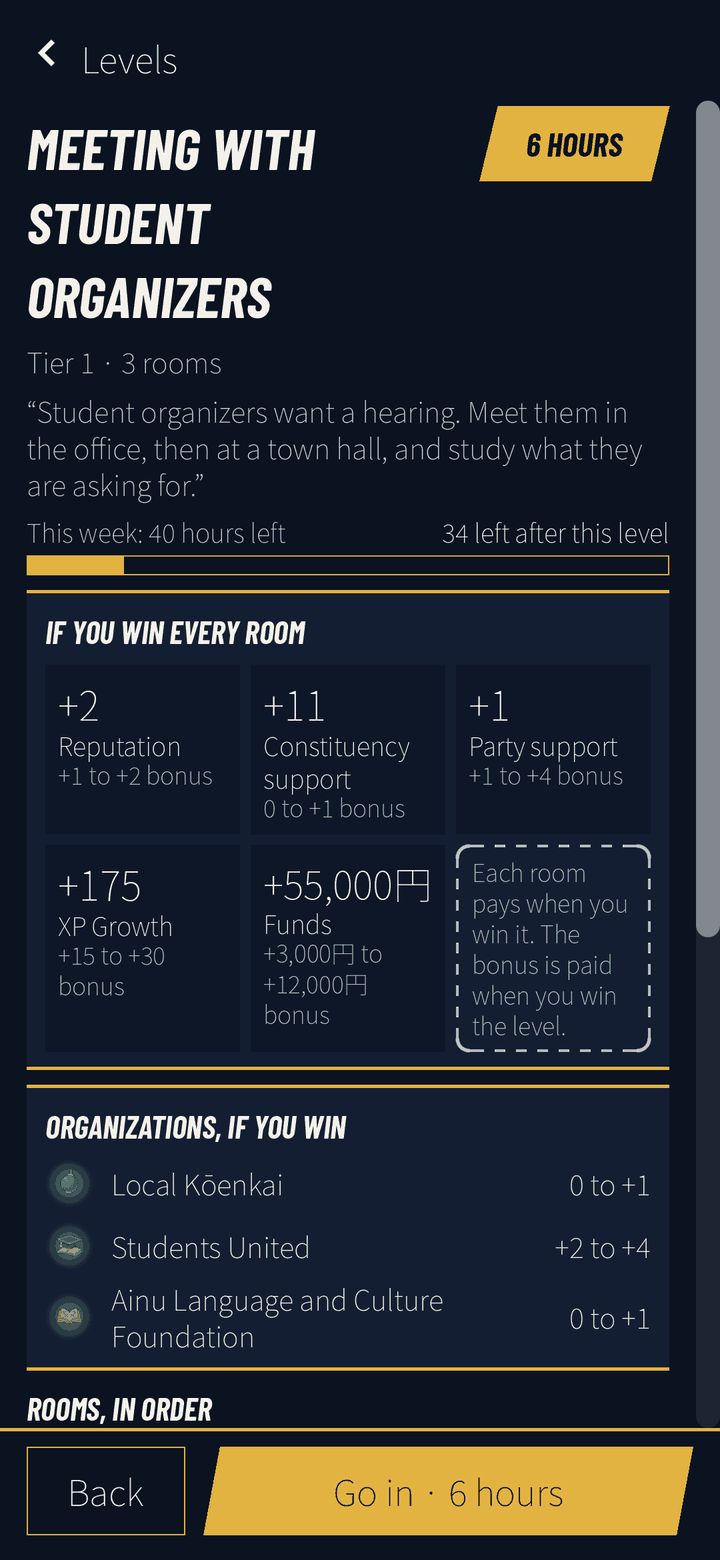 Levels
MEETING WITH
STUDENT
ORGANIZERS
6 HOURS
Tier 1 · 3 rooms
“Student organizers want a hearing. Meet them in
the office, then at a town hall, and study what they
are asking for.”
This week: 40 hours left
34 left after this level
IF YOU WIN EVERY ROOM
+2
Reputation
+1 to +2 bonus
+11
Constituency
support
0 to +1 bonus
+1
Party support
+1 to +4 bonus
+175
XP Growth
+15 to +30
bonus
+55,000円
Funds
+3,000円 to
+12,000円
bonus
Each room
pays when you
win it. The
bonus is paid
when you win
the level.
ORGANIZATIONS, IF YOU WIN
Local Kōenkai
0 to +1
Students United
+2 to +4
Ainu Language and Culture
Foundation
0 to +1
ROOMS, IN ORDER
Back
Go in · 6 hours